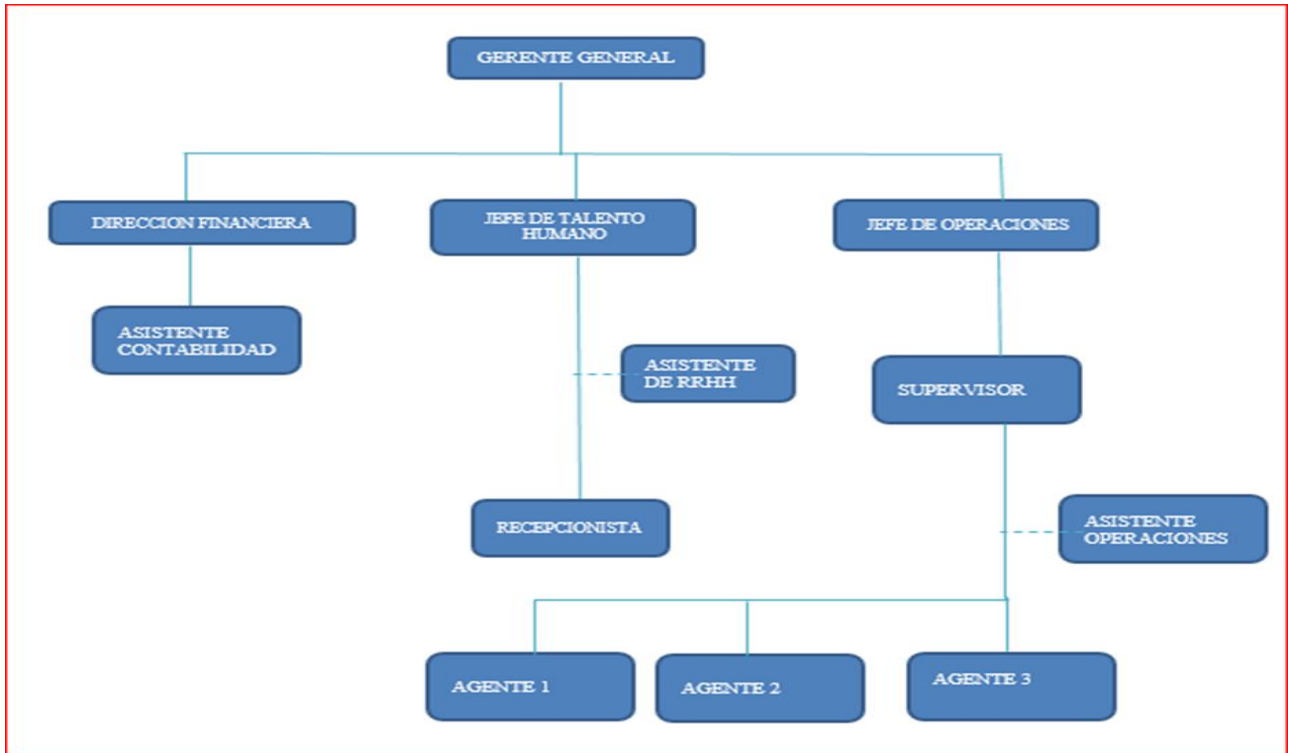 GERENTE GENERAL
DIRECCION FINANCIERA
JEFE DE TALENTO
HUMANO
JEFE DE OPERACIONES
ASISTENTE
CONTABILIDAD
ASISTENTE
DE RRHH
SUPERVISOR
RECEPCIONISTA
ASISTENTE
OPERACIONES
AGENTE 1
AGENTE 2
AGENTE 3